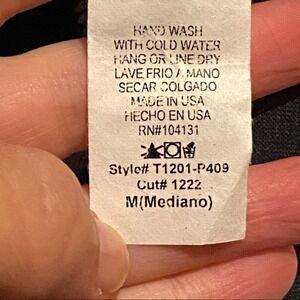 HAND WASH
WITH COLD WATER
HANG OR LINE DRY
LAVE FRIO A MANO
SECAR COLGADO
MADE IN USA
HECHO EN USA
RN#104131
Style# T1201-P409
Cut# 1222
M(Mediano)